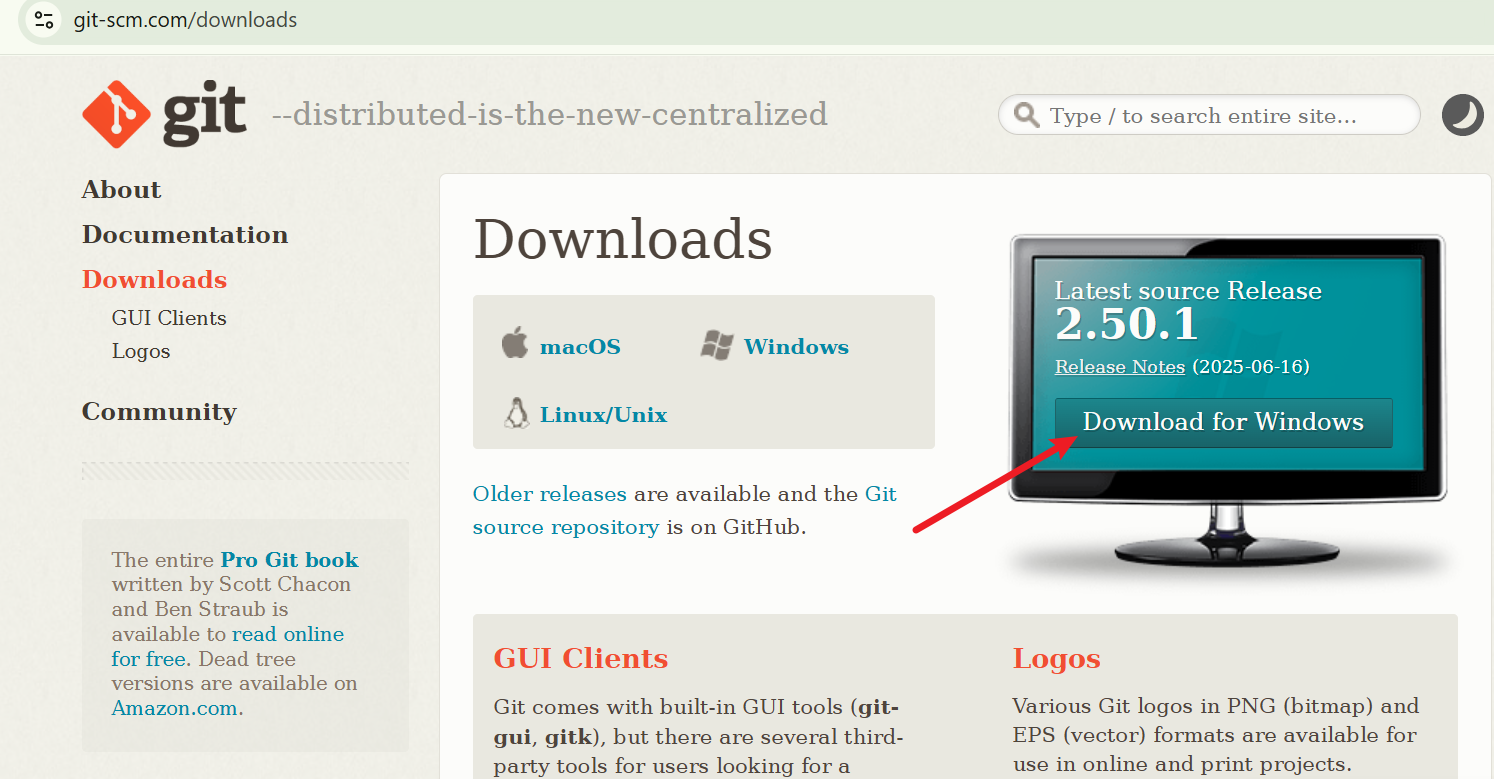 git-scm.com/downloads
git
--distributed-is-the-new-centralized
Type / to search entire site…
About
Documentation
Downloads
GUI Clients
Logos
Community
The entire Pro Git book
written by Scott Chacon
and Ben Straub is
available to read online
for free. Dead tree
versions are available on
Amazon.com.
Downloads
macOS
Windows
Linux/Unix
Older releases are available and the Git
source repository is on GitHub.
Latest source Release
2.50.1
Release Notes (2025-06-16)
Download for Windows
GUI Clients
Git comes with built-in GUI tools (git-
gui, gitk), but there are several third-
party tools for users looking for a
Logos
Various Git logos in PNG (bitmap) and
EPS (vector) formats are available for
use in online and print projects.